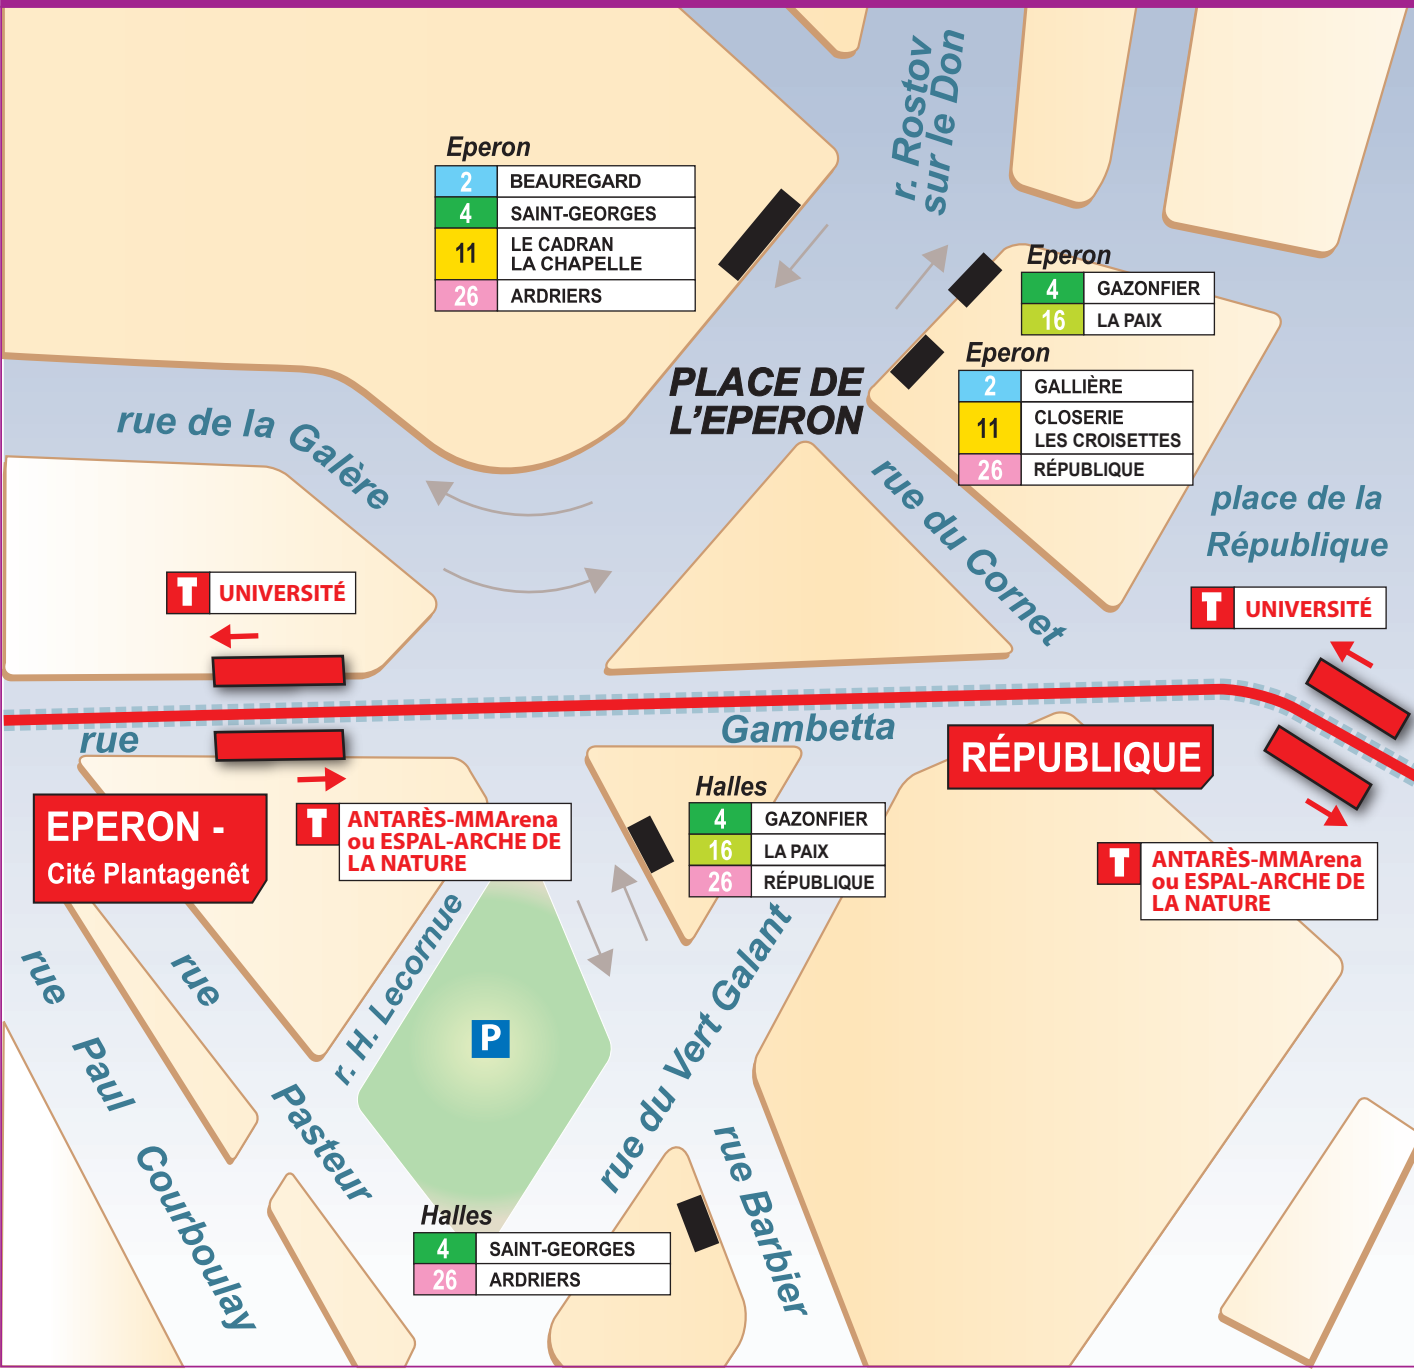 r. Rostov
sur le Don
Eperon
2 BEAUREGARD
4 SAINT-GEORGES
11 LE CADRAN
LA CHAPELLE
26 ARDRIERS
Eperon
4 GAZONFIER
16 LA PAIX
Eperon
2 GALLIÈRE
11 CLOSERIE
LES CROISETTES
26 RÉPUBLIQUE
PLACE DE
L'EPERON
rue de la Galère
rue du Cornet
place de la
République
T UNIVERSITÉ
T UNIVERSITÉ
rue Gambetta
RÉPUBLIQUE
EPERON -
Cité Plantagenêt
T ANTARÈS-MMArena
ou ESPAL-ARCHE DE
LA NATURE
Halles
4 GAZONFIER
16 LA PAIX
26 RÉPUBLIQUE
T ANTARÈS-MMArena
ou ESPAL-ARCHE DE
LA NATURE
rue Paul Courboulay
rue Pasteur
r. H. Lecornue
P
rue du Vert Galant
rue Barbier
Halles
4 SAINT-GEORGES
26 ARDRIERS